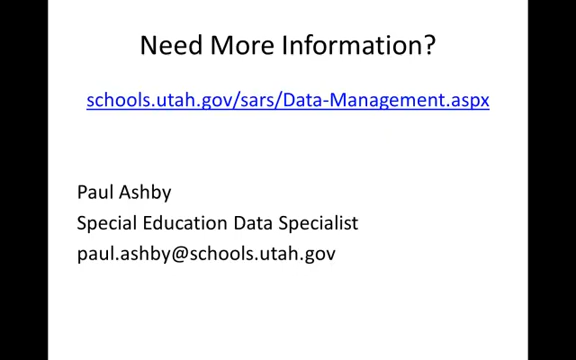 Need More Information?
schools.utah.gov/sars/Data-Management.aspx
Paul Ashby
Special Education Data Specialist
paul.ashby@schools.utah.gov